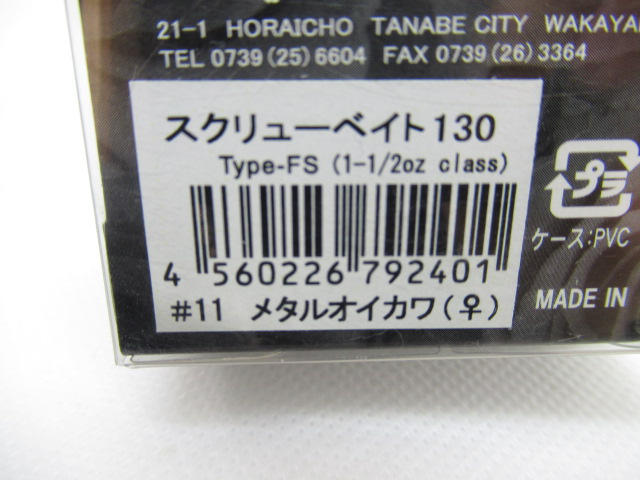 21-1 HORAICHO TANABE CITY WAKAYAM
TEL 0739(25)6604 FAX 0739(26)3364
スクリューベイト130
Type-FS (1-1/2oz class)
4 560226 792401
#11 メタルオイカワ(♀)
プラ
ケース:PVC
MADE IN